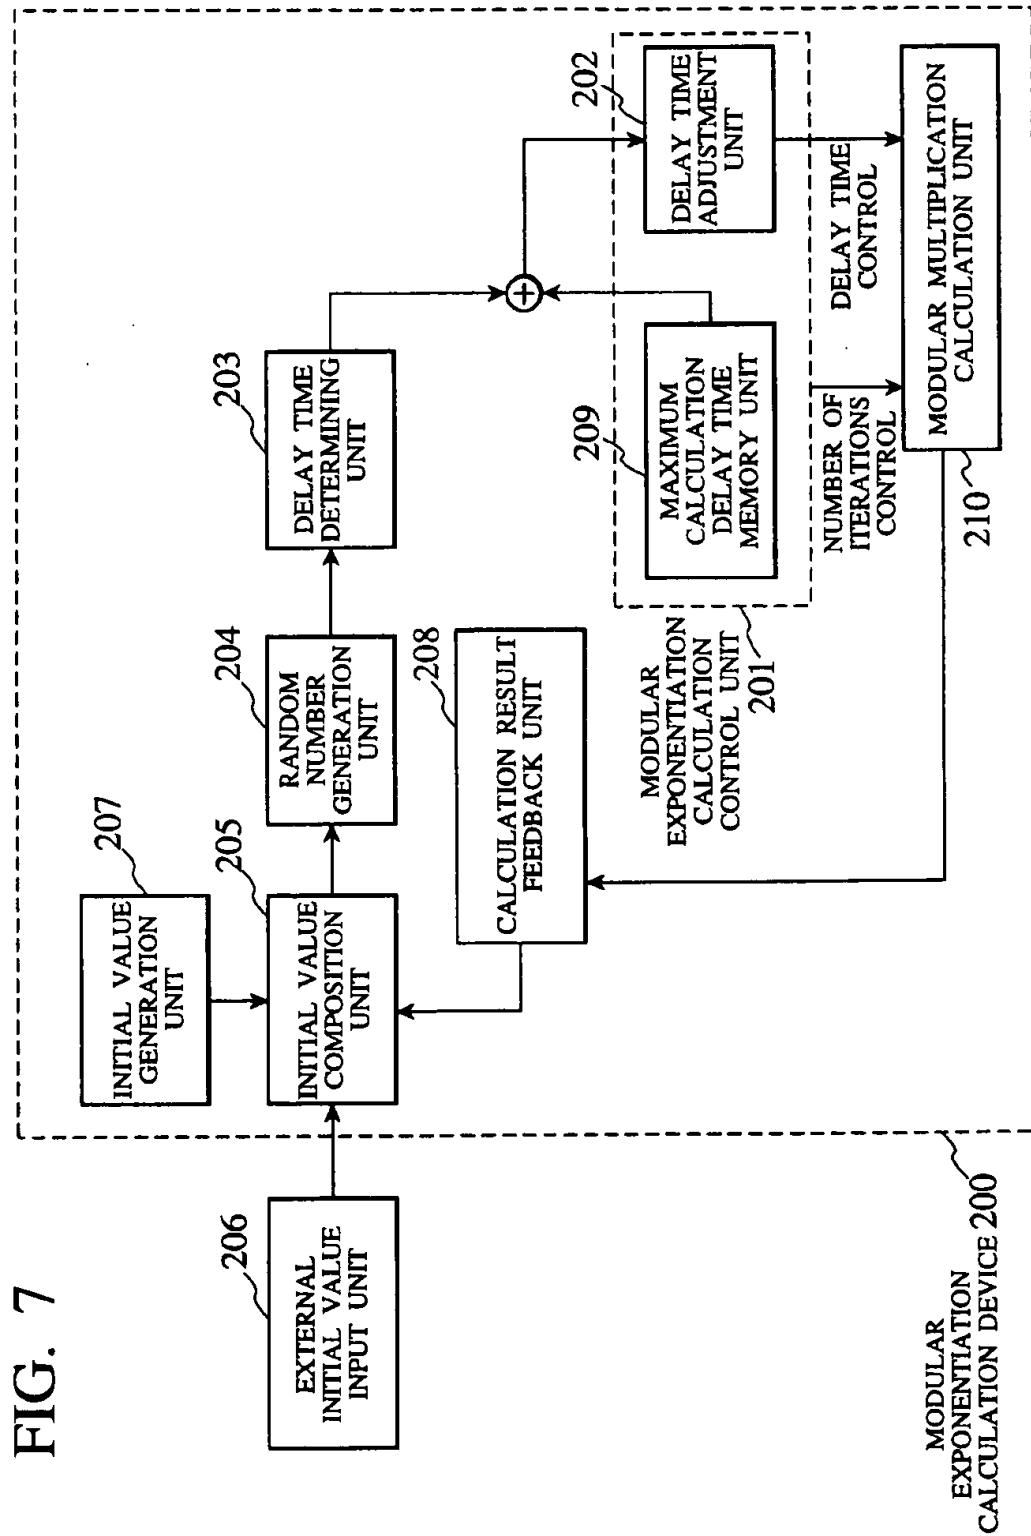 FIG. 7
206
EXTERNAL
INITIAL VALUE
INPUT UNIT
207
INITIAL VALUE
GENERATION
UNIT
205
INITIAL VALUE
COMPOSITION
UNIT
204
RANDOM
NUMBER
GENERATION
UNIT
203
DELAY TIME
DETERMINING
UNIT
+
208
CALCULATION RESULT
FEEDBACK UNIT
209
MAXIMUM
CALCULATION
DELAY TIME
MEMORY UNIT
202
DELAY TIME
ADJUSTMENT
UNIT
MODULAR
EXPONENTIATION
CALCULATION
CONTROL UNIT
201
NUMBER OF
ITERATIONS
CONTROL
DELAY TIME
CONTROL
MODULAR MULTIPLICATION
CALCULATION UNIT
210
MODULAR
EXPONENTIATION
CALCULATION DEVICE 200